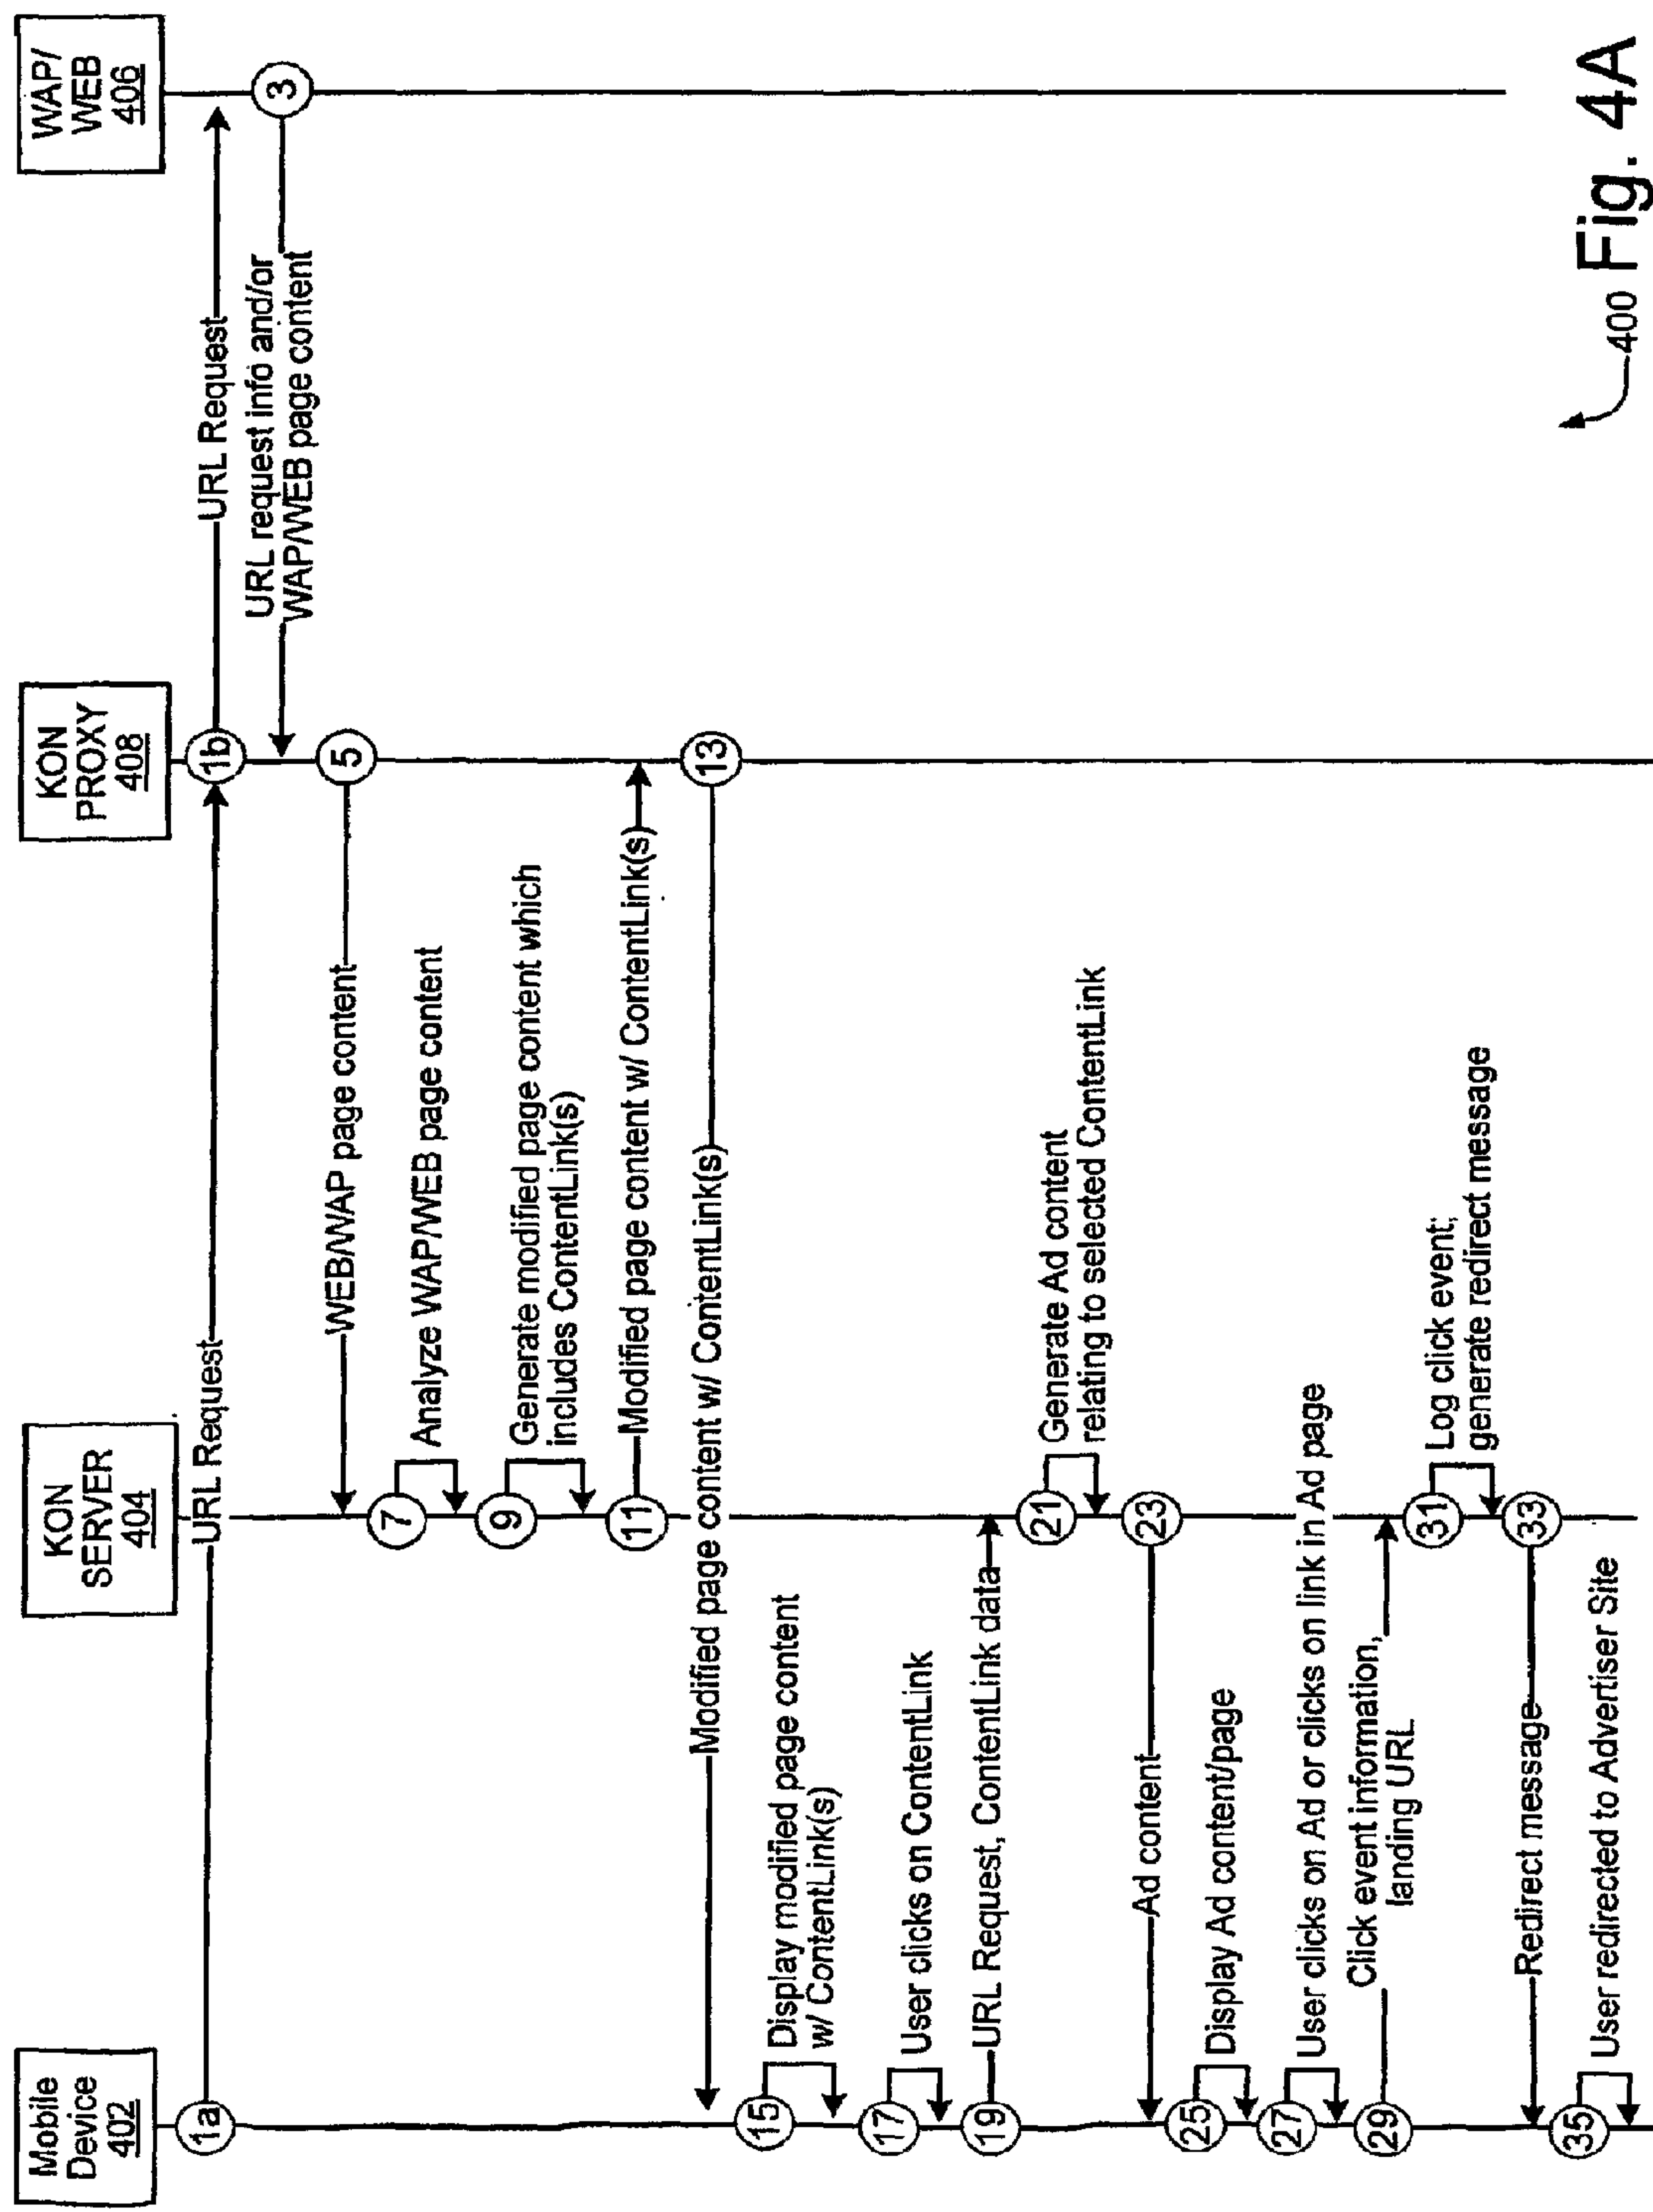 Mobile
Device
402
KON
SERVER
404
KON
PROXY
408
WAP/
WEB
406
1a
URL Request
1b
URL Request
3
URL request info and/or
WAP/WEB page content
5
WEB/WAP page content
7
Analyze WAP/WEB page content
9
Generate modified page content which
includes ContentLink(s)
11
Modified page content w/ ContentLink(s)
13
Modified page content w/ ContentLink(s)
15
Display modified page content
w/ ContentLink(s)
17
User clicks on ContentLink
19
URL Request, ContentLink data
21
Generate Ad content
relating to selected ContentLink
23
Ad content
25
Display Ad content/page
27
User clicks on Ad or clicks on link in Ad page
29
Click event information,
landing URL
31
Log click event;
generate redirect message
33
Redirect message
35
User redirected to Advertiser Site
400
Fig. 4A